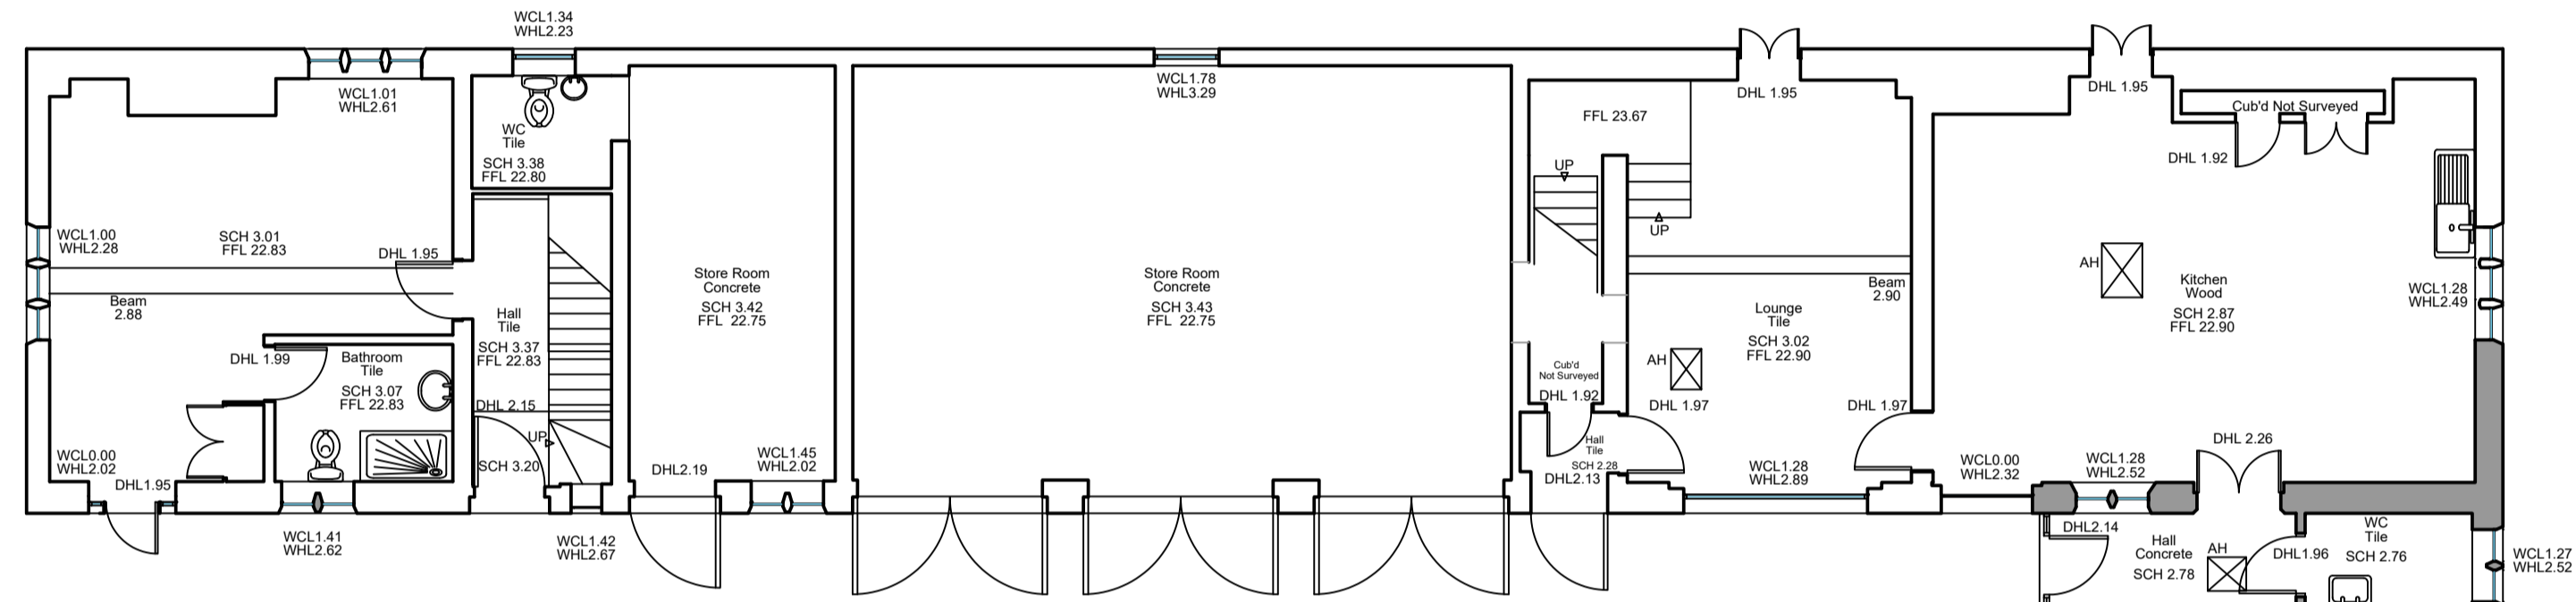 WCL1.34
WHL2.23
WCL1.01
WHL2.61
WC
Tile
SCH 3.38
FFL 22.80
WCL1.00
WHL2.28
SCH 3.01
FFL 22.83
DHL 1.95
Beam
2.88
DHL 1.99
Bathroom
Tile
SCH 3.07
FFL 22.83
WCL0.00
WHL2.02
DHL1.95
WCL1.41
WHL2.62
Hall
Tile
SCH 3.37
FFL 22.83
DHL 2.15
UP
SCH 3.20
WCL1.42
WHL2.67
Store Room
Concrete
SCH 3.42
FFL 22.75
DHL2.19
WCL1.45
WHL2.02
WCL1.78
WHL3.29
Store Room
Concrete
SCH 3.43
FFL 22.75
FFL 23.67
UP
UP
DHL 1.95
Beam
2.90
Lounge
Tile
SCH 3.02
FFL 22.90
AH
Cub'd
Not Surveyed
DHL 1.92
DHL 1.97
DHL 1.97
Hall
Tile
SCH 2.28
DHL2.13
WCL1.28
WHL2.89
DHL 1.95
Cub'd Not Surveyed
DHL 1.92
AH
Kitchen
Wood
SCH 2.87
FFL 22.90
WCL1.28
WHL2.49
WCL0.00
WHL2.32
WCL1.28
WHL2.52
DHL 2.26
DHL2.14
Hall
Concrete
SCH 2.78
AH
DHL1.96
WC
Tile
SCH 2.76
WCL1.27
WHL2.52